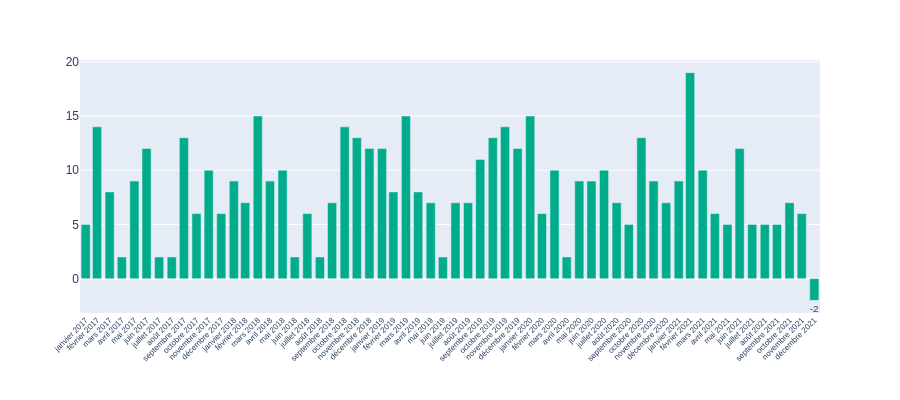 20
15
10
5
0
-2
janvier 2017
février 2017
mars 2017
avril 2017
mai 2017
juin 2017
juillet 2017
août 2017
septembre 2017
octobre 2017
novembre 2017
décembre 2017
janvier 2018
février 2018
mars 2018
avril 2018
mai 2018
juin 2018
juillet 2018
août 2018
septembre 2018
octobre 2018
novembre 2018
décembre 2018
janvier 2019
février 2019
mars 2019
avril 2019
mai 2019
juin 2019
juillet 2019
août 2019
septembre 2019
octobre 2019
novembre 2019
décembre 2019
janvier 2020
février 2020
mars 2020
avril 2020
mai 2020
juin 2020
juillet 2020
août 2020
septembre 2020
octobre 2020
novembre 2020
décembre 2020
janvier 2021
février 2021
mars 2021
avril 2021
mai 2021
juin 2021
juillet 2021
août 2021
septembre 2021
octobre 2021
novembre 2021
décembre 2021